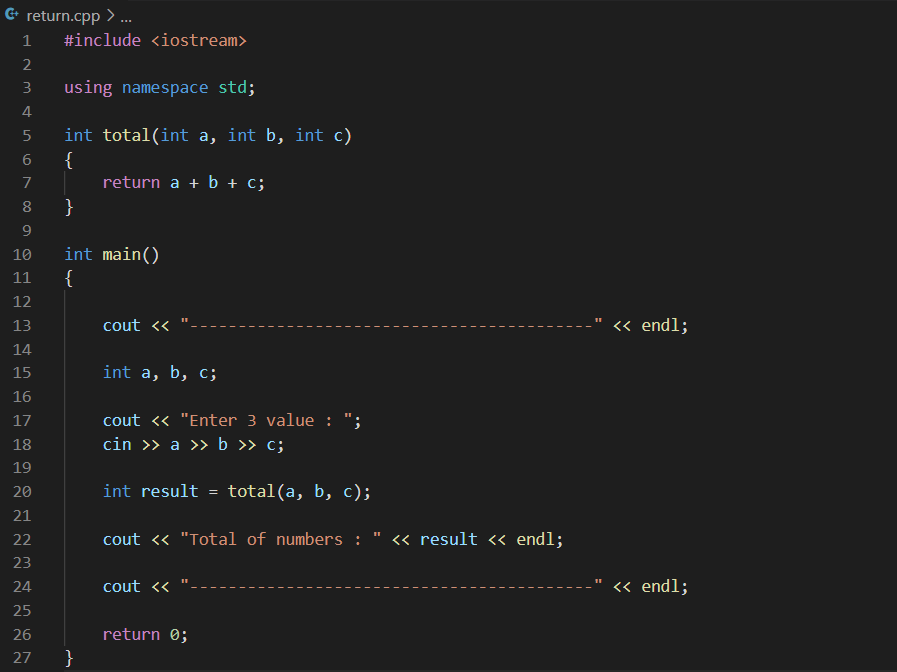 return.cpp > ...
1 #include <iostream>
2
3 using namespace std;
4
5 int total(int a, int b, int c)
6 {
7     return a + b + c;
8 }
9
10 int main()
11 {
12
13     cout << "------------------------------------------" << endl;
14
15     int a, b, c;
16
17     cout << "Enter 3 value : ";
18     cin >> a >> b >> c;
19
20     int result = total(a, b, c);
21
22     cout << "Total of numbers : " << result << endl;
23
24     cout << "------------------------------------------" << endl;
25
26     return 0;
27 }